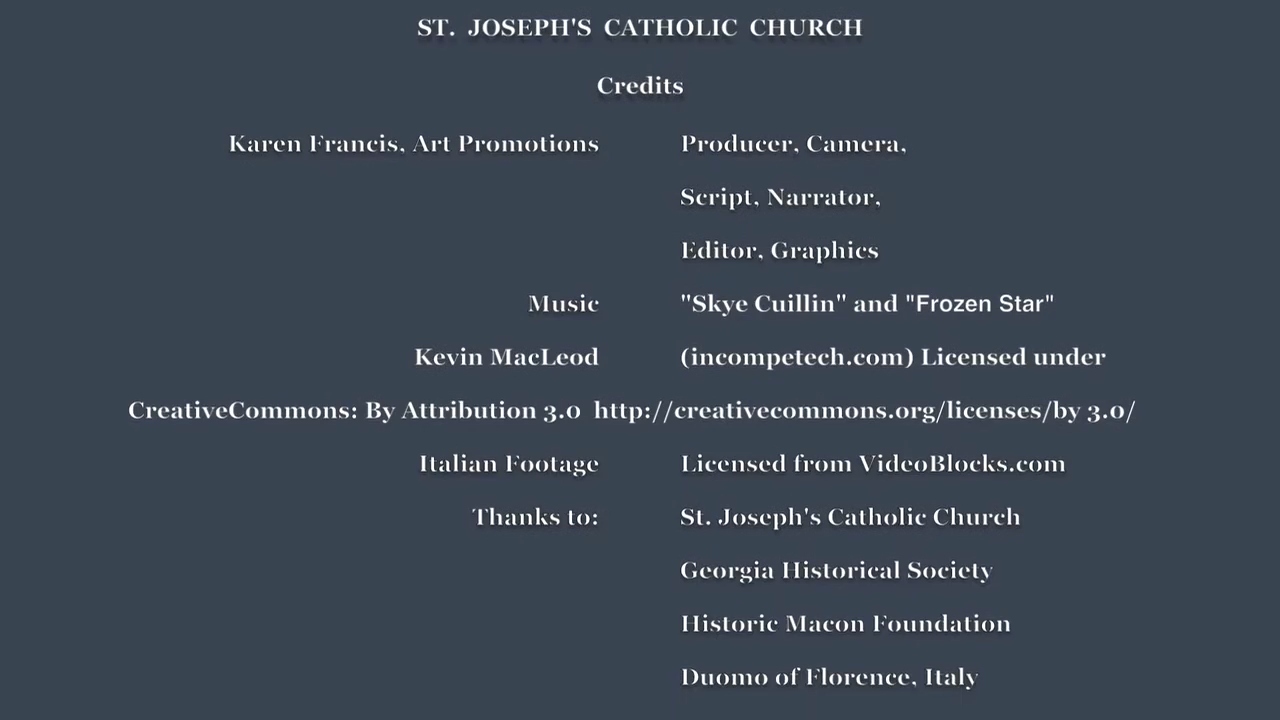 ST. JOSEPH'S CATHOLIC CHURCH
Credits
Karen Francis, Art Promotions Producer, Camera,
Script, Narrator,
Editor, Graphics
Music "Skye Cuillin" and "Frozen Star"
Kevin MacLeod (incompetech.com) Licensed under
CreativeCommons: By Attribution 3.0 http://creativecommons.org/licenses/by 3.0/
Italian Footage Licensed from VideoBlocks.com
Thanks to: St. Joseph's Catholic Church
Georgia Historical Society
Historic Macon Foundation
Duomo of Florence, Italy